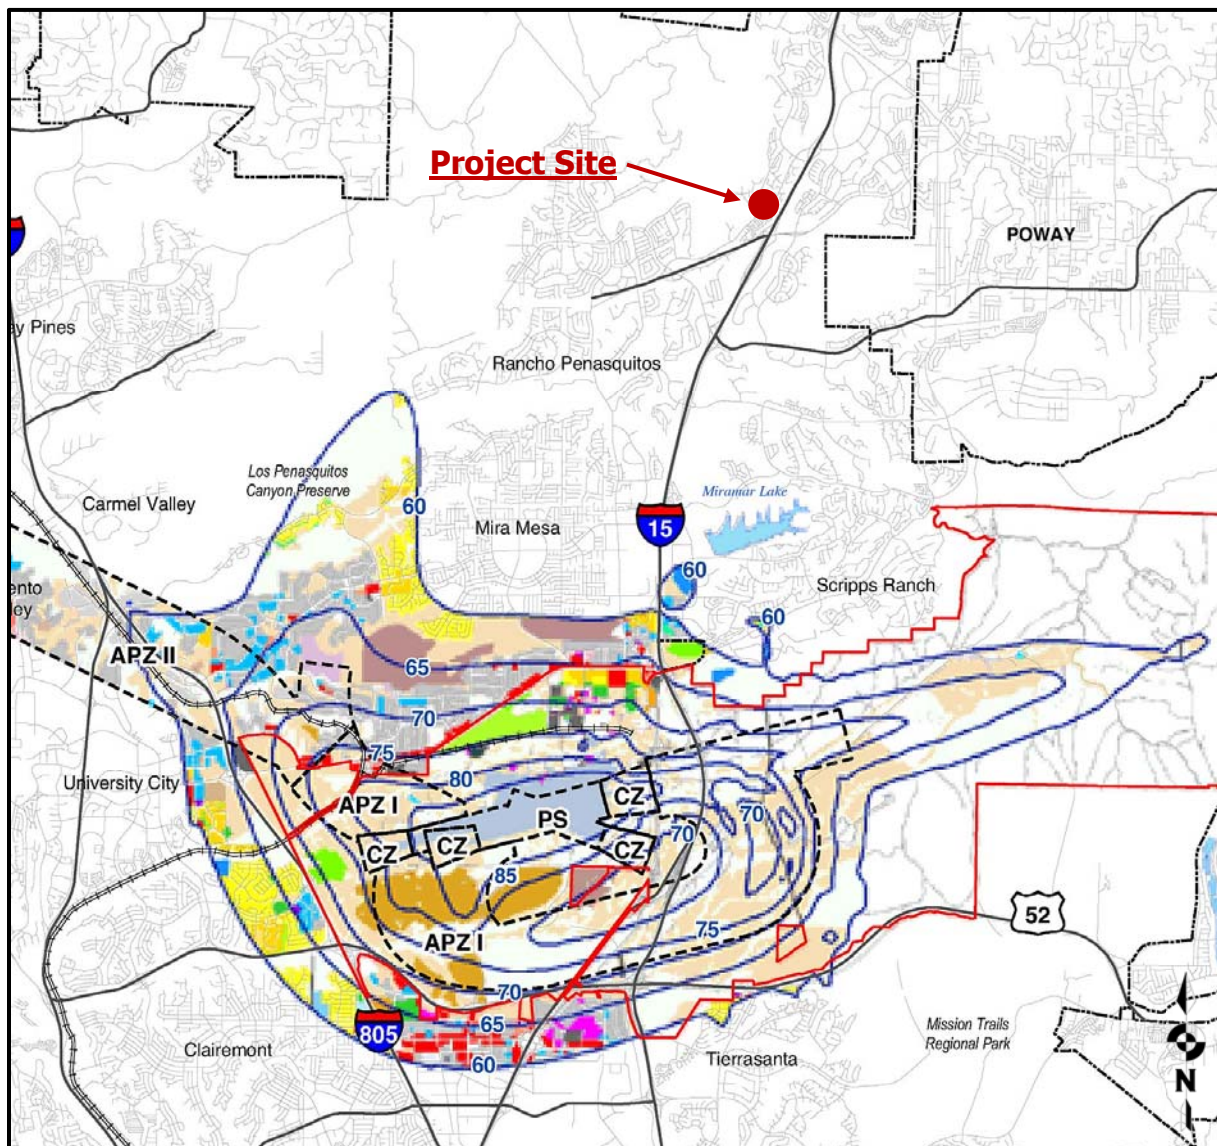 Project Site
POWAY
y Pines
Rancho Penasquitos
Los Penasquitos
Canyon Preserve
Carmel Valley
60
Mira Mesa
15
Miramar Lake
60
Scripps Ranch
ento
ey
60
APZ II
65
70
75
80
University City
APZ I
CZ
PS
70
70
CZ
CZ
CZ
85
52
APZ I
75
70
65
60
805
Clairemont
Tierrasanta
Mission Trails
Regional Park
N